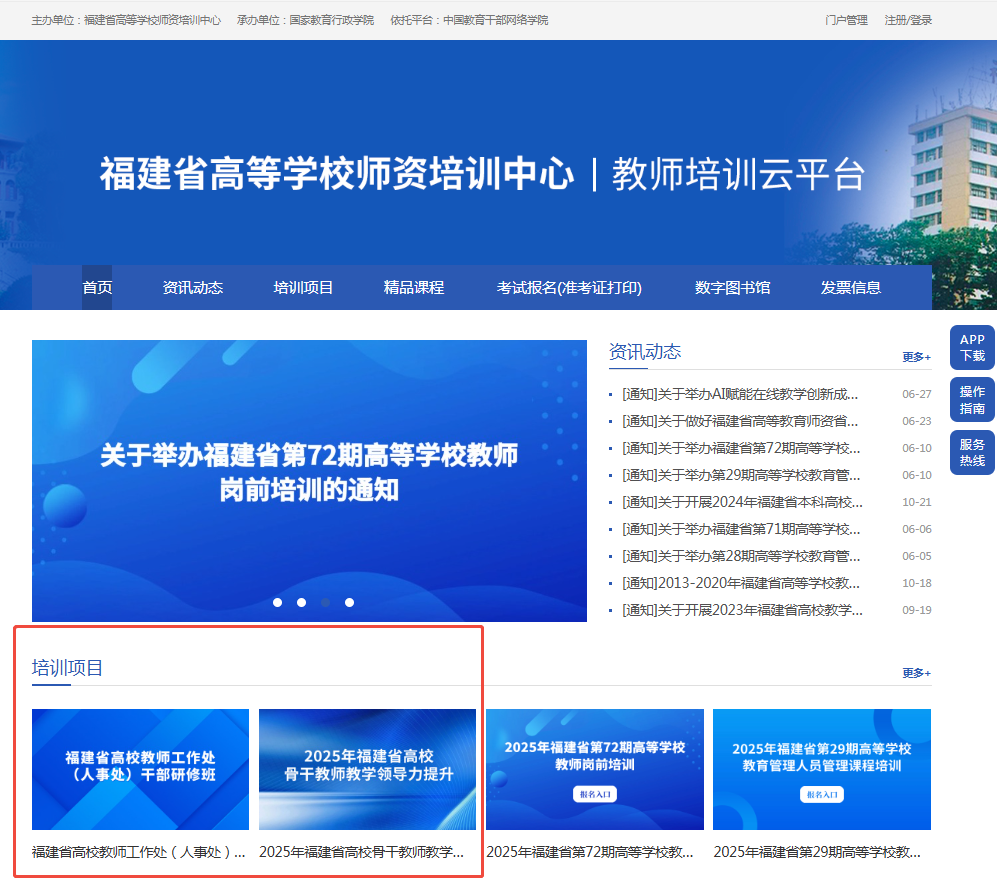 主办单位：福建省高等学校师资培训中心 承办单位：国家教育行政学院 依托平台：中国教育干部网络学院 门户管理 注册/登录
福建省高等学校师资培训中心｜教师培训云平台
首页 资讯动态 培训项目 精品课程 考试报名(准考证打印) 数字图书馆 发票信息
APP
下载
操作
指南
服务
热线
关于举办福建省第72期高等学校教师
岗前培训的通知
资讯动态 更多+
[通知]关于举办AI赋能在线教学创新成... 06-27
[通知]关于做好福建省高等教育师资省... 06-23
[通知]关于举办福建省第72期高等学校... 06-10
[通知]关于举办第29期高等学校教育管... 06-10
[通知]关于开展2024年福建省本科高校... 10-21
[通知]关于举办福建省第71期高等学校... 06-06
[通知]关于举办第28期高等学校教育管... 06-05
[通知]2013-2020年福建省高等学校教... 10-18
[通知]关于开展2023年福建省高校教学... 09-19
培训项目 更多+
福建省高校教师工作处
（人事处）干部研修班
2025年福建省高校
骨干教师教学领导力提升
2025年福建省第72期高等学校
教师岗前培训
报名入口
2025年福建省第29期高等学校
教育管理人员管理课程培训
报名入口
福建省高校教师工作处（人事处）...
2025年福建省高校骨干教师教学...
2025年福建省第72期高等学校教...
2025年福建省第29期高等学校教...